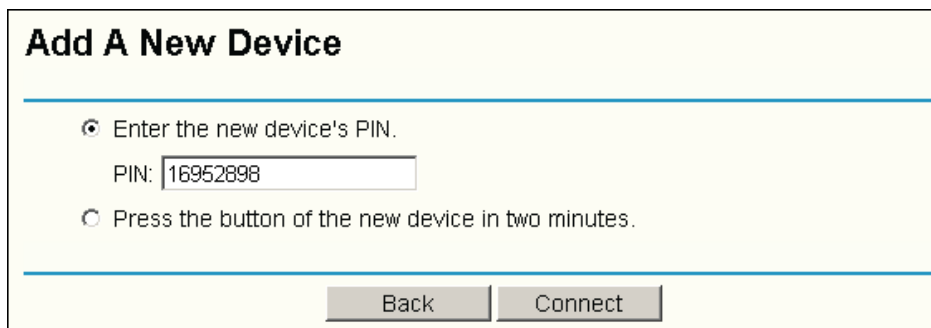 Add A New Device
Enter the new device's PIN.
PIN: 16952898
Press the button of the new device in two minutes.
Back Connect